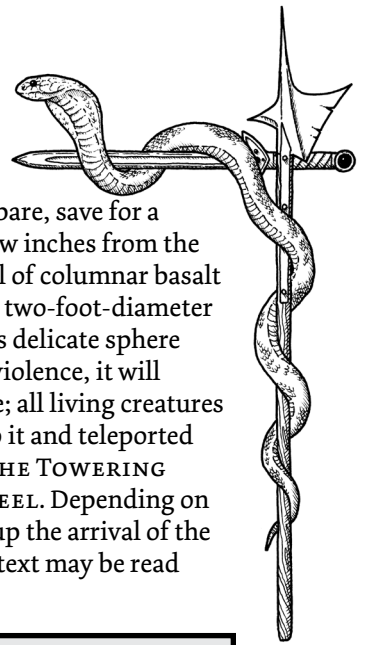 bare, save for a
w inches from the
l of columnar basalt
two-foot-diameter
s delicate sphere
violence, it will
e; all living creatures
it and teleported
HE TOWERING
EEL. Depending on
up the arrival of the
text may be read